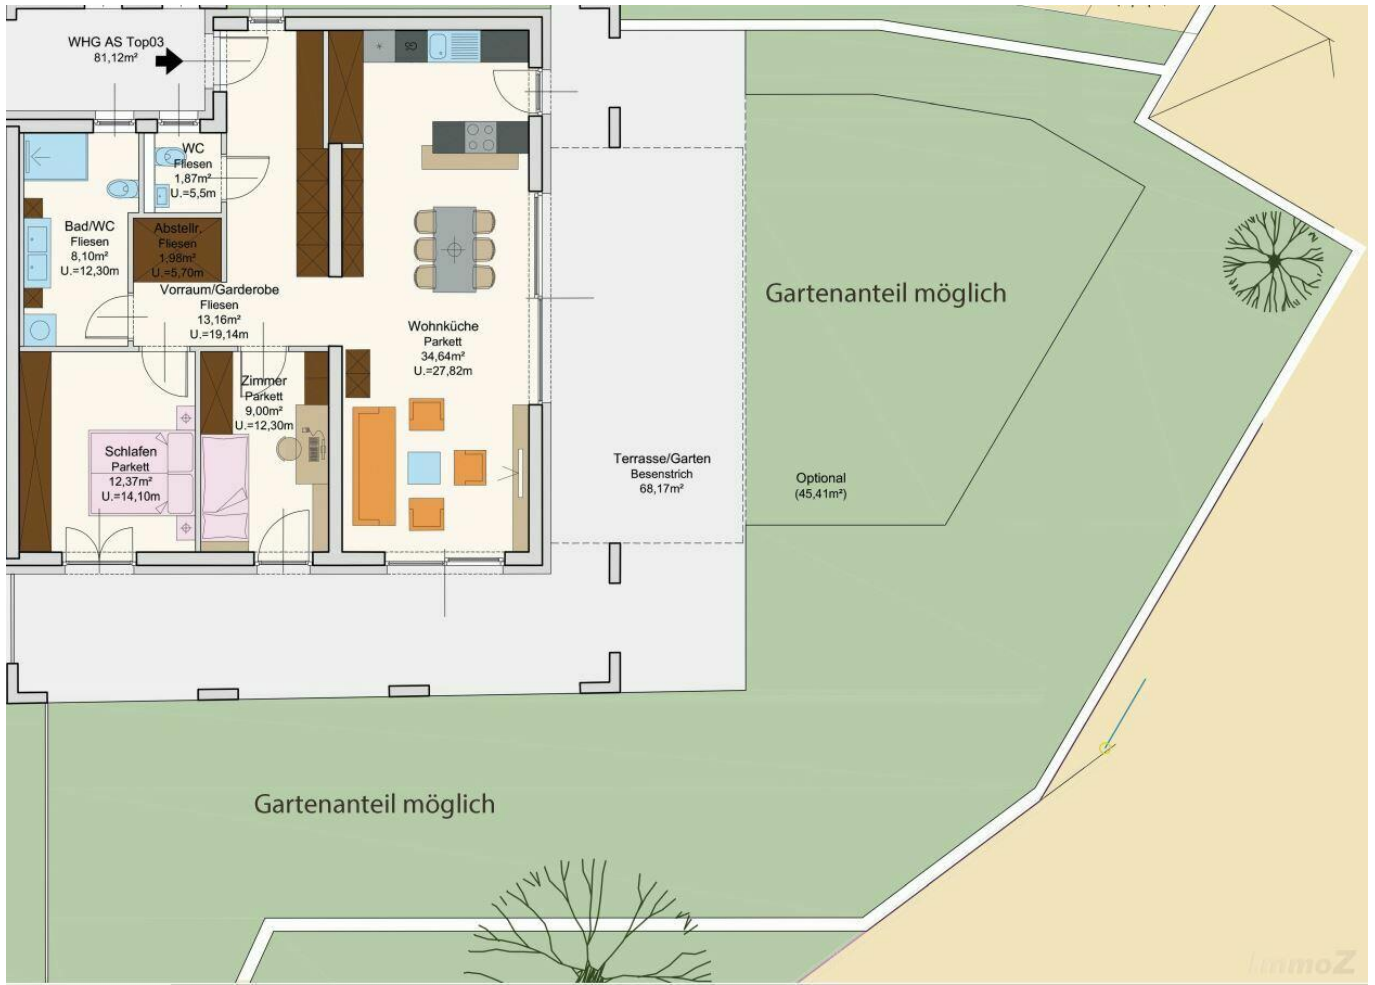 WHG AS Top03
81,12m²
GS
WC
Fliesen
1,87m²
U.=5,5m
Bad/WC
Fliesen
8,10m²
U.=12,30m
Abstellr.
Fliesen
1,98m²
U.=5,70m
Vorraum/Garderobe
Fliesen
13,16m²
U.=19,14m
Wohnküche
Parkett
34,64m²
U.=27,82m
Zimmer
Parkett
9,00m²
U.=12,30m
Schlafen
Parkett
12,37m²
U.=14,10m
Terrasse/Garten
Besenstrich
68,17m²
Gartenanteil möglich
Optional
(45,41m²)
Gartenanteil möglich
ImmoZ